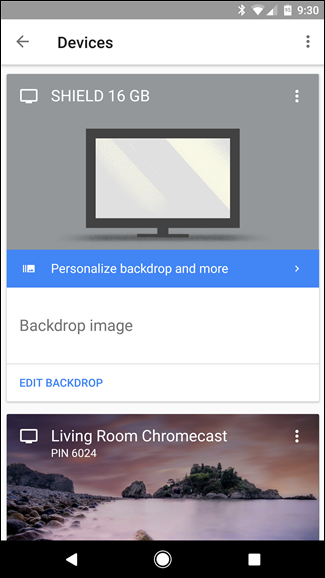 9:30
Devices
SHIELD 16 GB
Personalize backdrop and more
Backdrop image
EDIT BACKDROP
Living Room Chromecast
PIN 6024